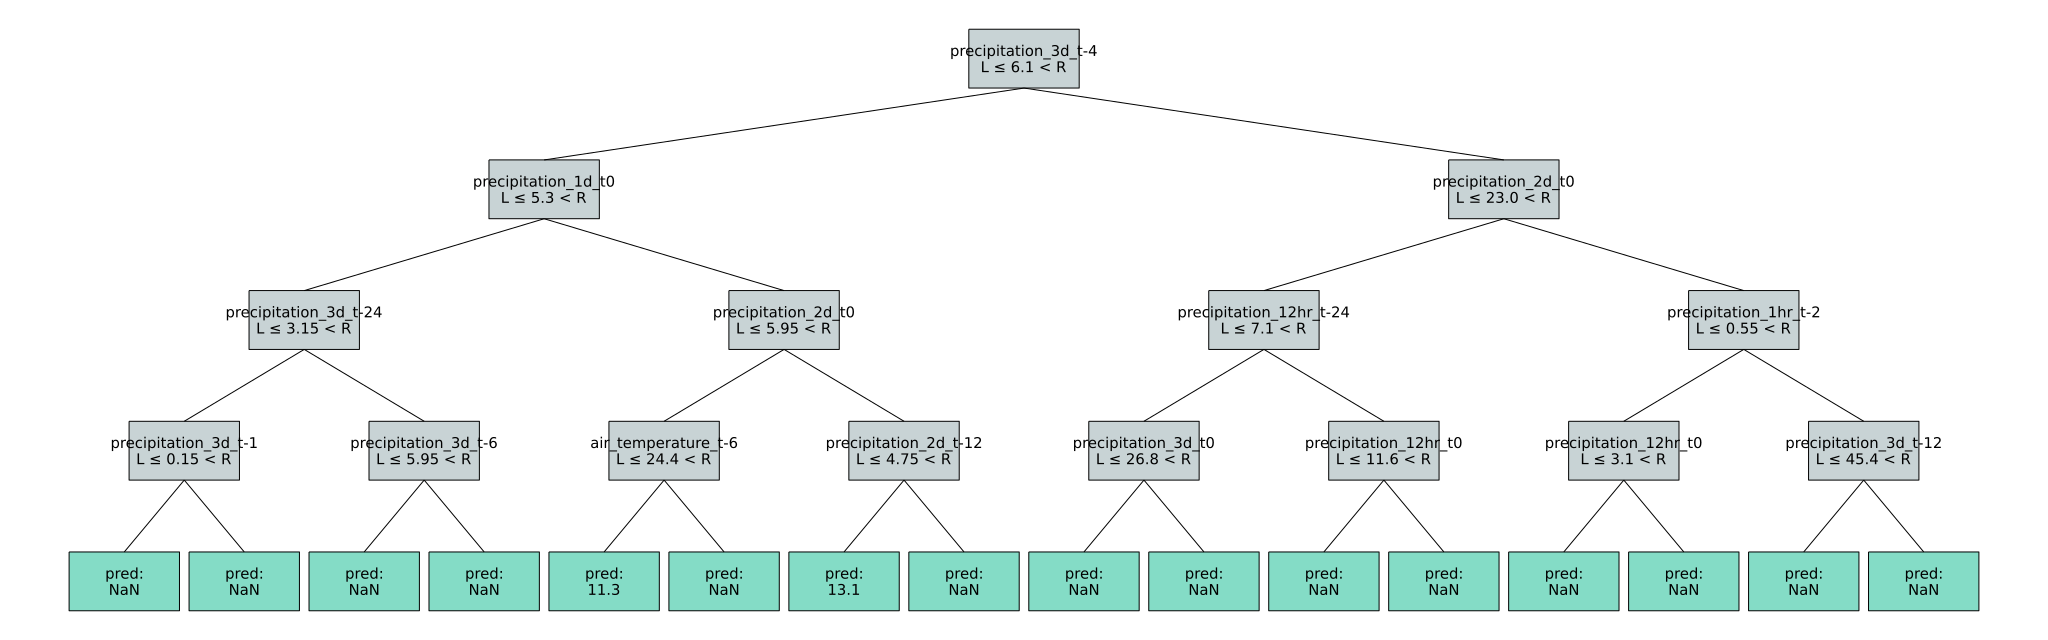 precipitation_3d_t-4
L ≤ 6.1 < R
precipitation_1d_t0
L ≤ 5.3 < R
precipitation_2d_t0
L ≤ 23.0 < R
precipitation_3d_t-24
L ≤ 3.15 < R
precipitation_2d_t0
L ≤ 5.95 < R
precipitation_12hr_t-24
L ≤ 7.1 < R
precipitation_1hr_t-2
L ≤ 0.55 < R
precipitation_3d_t-1
L ≤ 0.15 < R
precipitation_3d_t-6
L ≤ 5.95 < R
air_temperature_t-6
L ≤ 24.4 < R
precipitation_2d_t-12
L ≤ 4.75 < R
precipitation_3d_t0
L ≤ 26.8 < R
precipitation_12hr_t0
L ≤ 11.6 < R
precipitation_12hr_t0
L ≤ 3.1 < R
precipitation_3d_t-12
L ≤ 45.4 < R
pred:
NaN
pred:
NaN
pred:
NaN
pred:
NaN
pred:
11.3
pred:
NaN
pred:
13.1
pred:
NaN
pred:
NaN
pred:
NaN
pred:
NaN
pred:
NaN
pred:
NaN
pred:
NaN
pred:
NaN
pred:
NaN